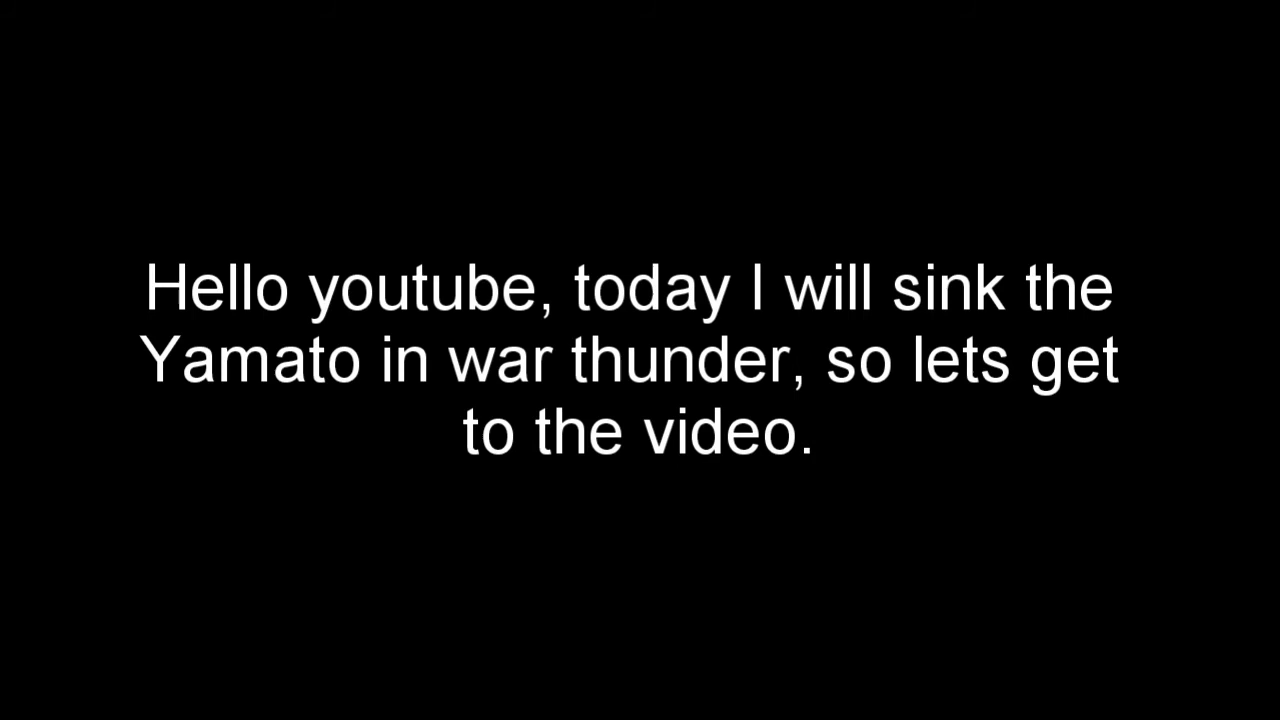 Hello youtube, today I will sink the
Yamato in war thunder, so lets get
to the video.